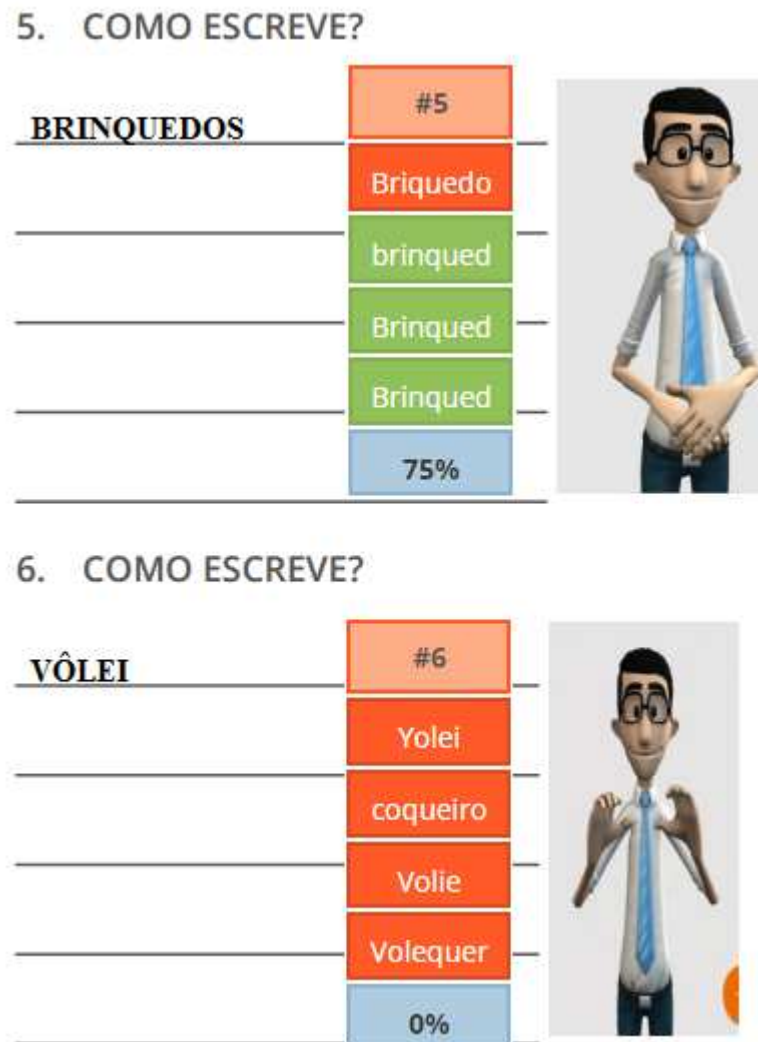 5. COMO ESCREVE?
#5
BRINQUEDOS
Briquedo
brinqued
Brinqued
Brinqued
75%
6. COMO ESCREVE?
#6
VÔLEI
Yolei
coqueiro
Volie
Volequer
0%